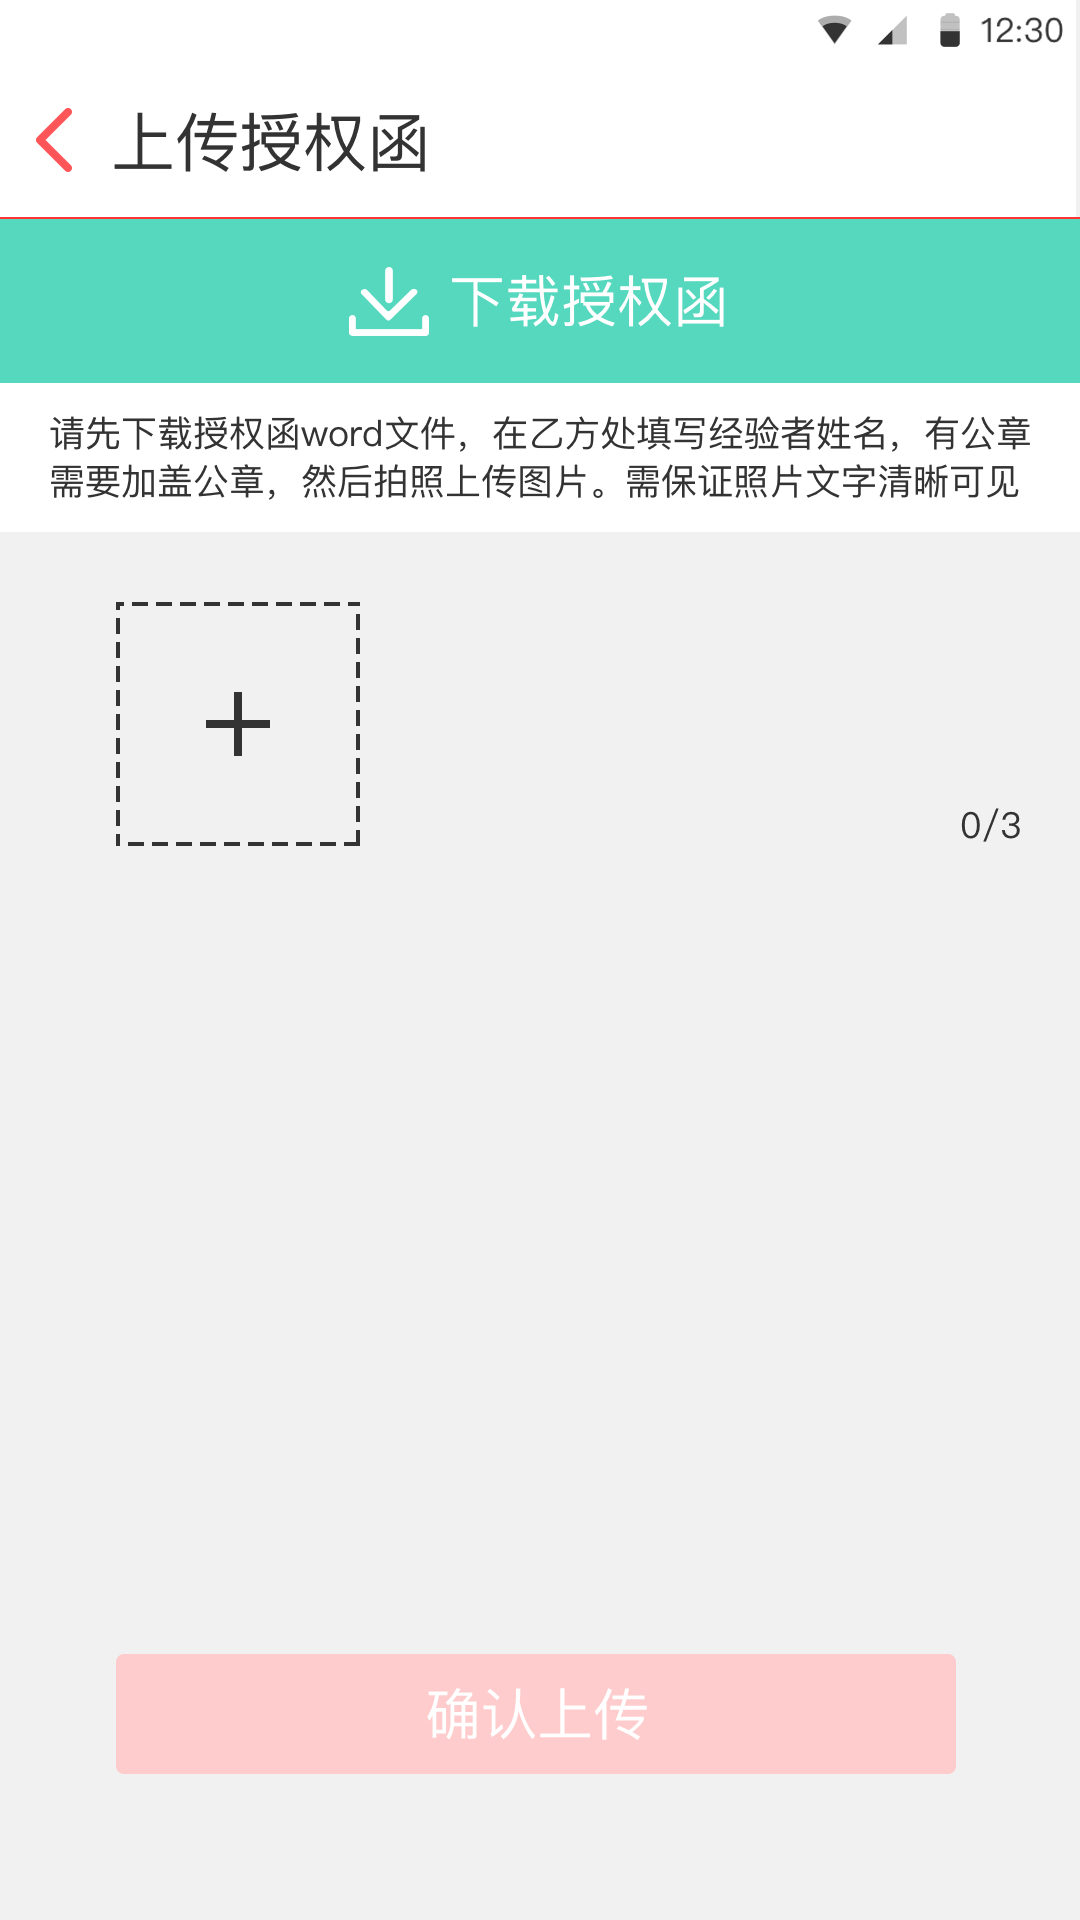 12:30
上传授权函
下载授权函
请先下载授权函word文件，在乙方处填写经验者姓名，有公章
需要加盖公章，然后拍照上传图片。需保证照片文字清晰可见
0/3
确认上传